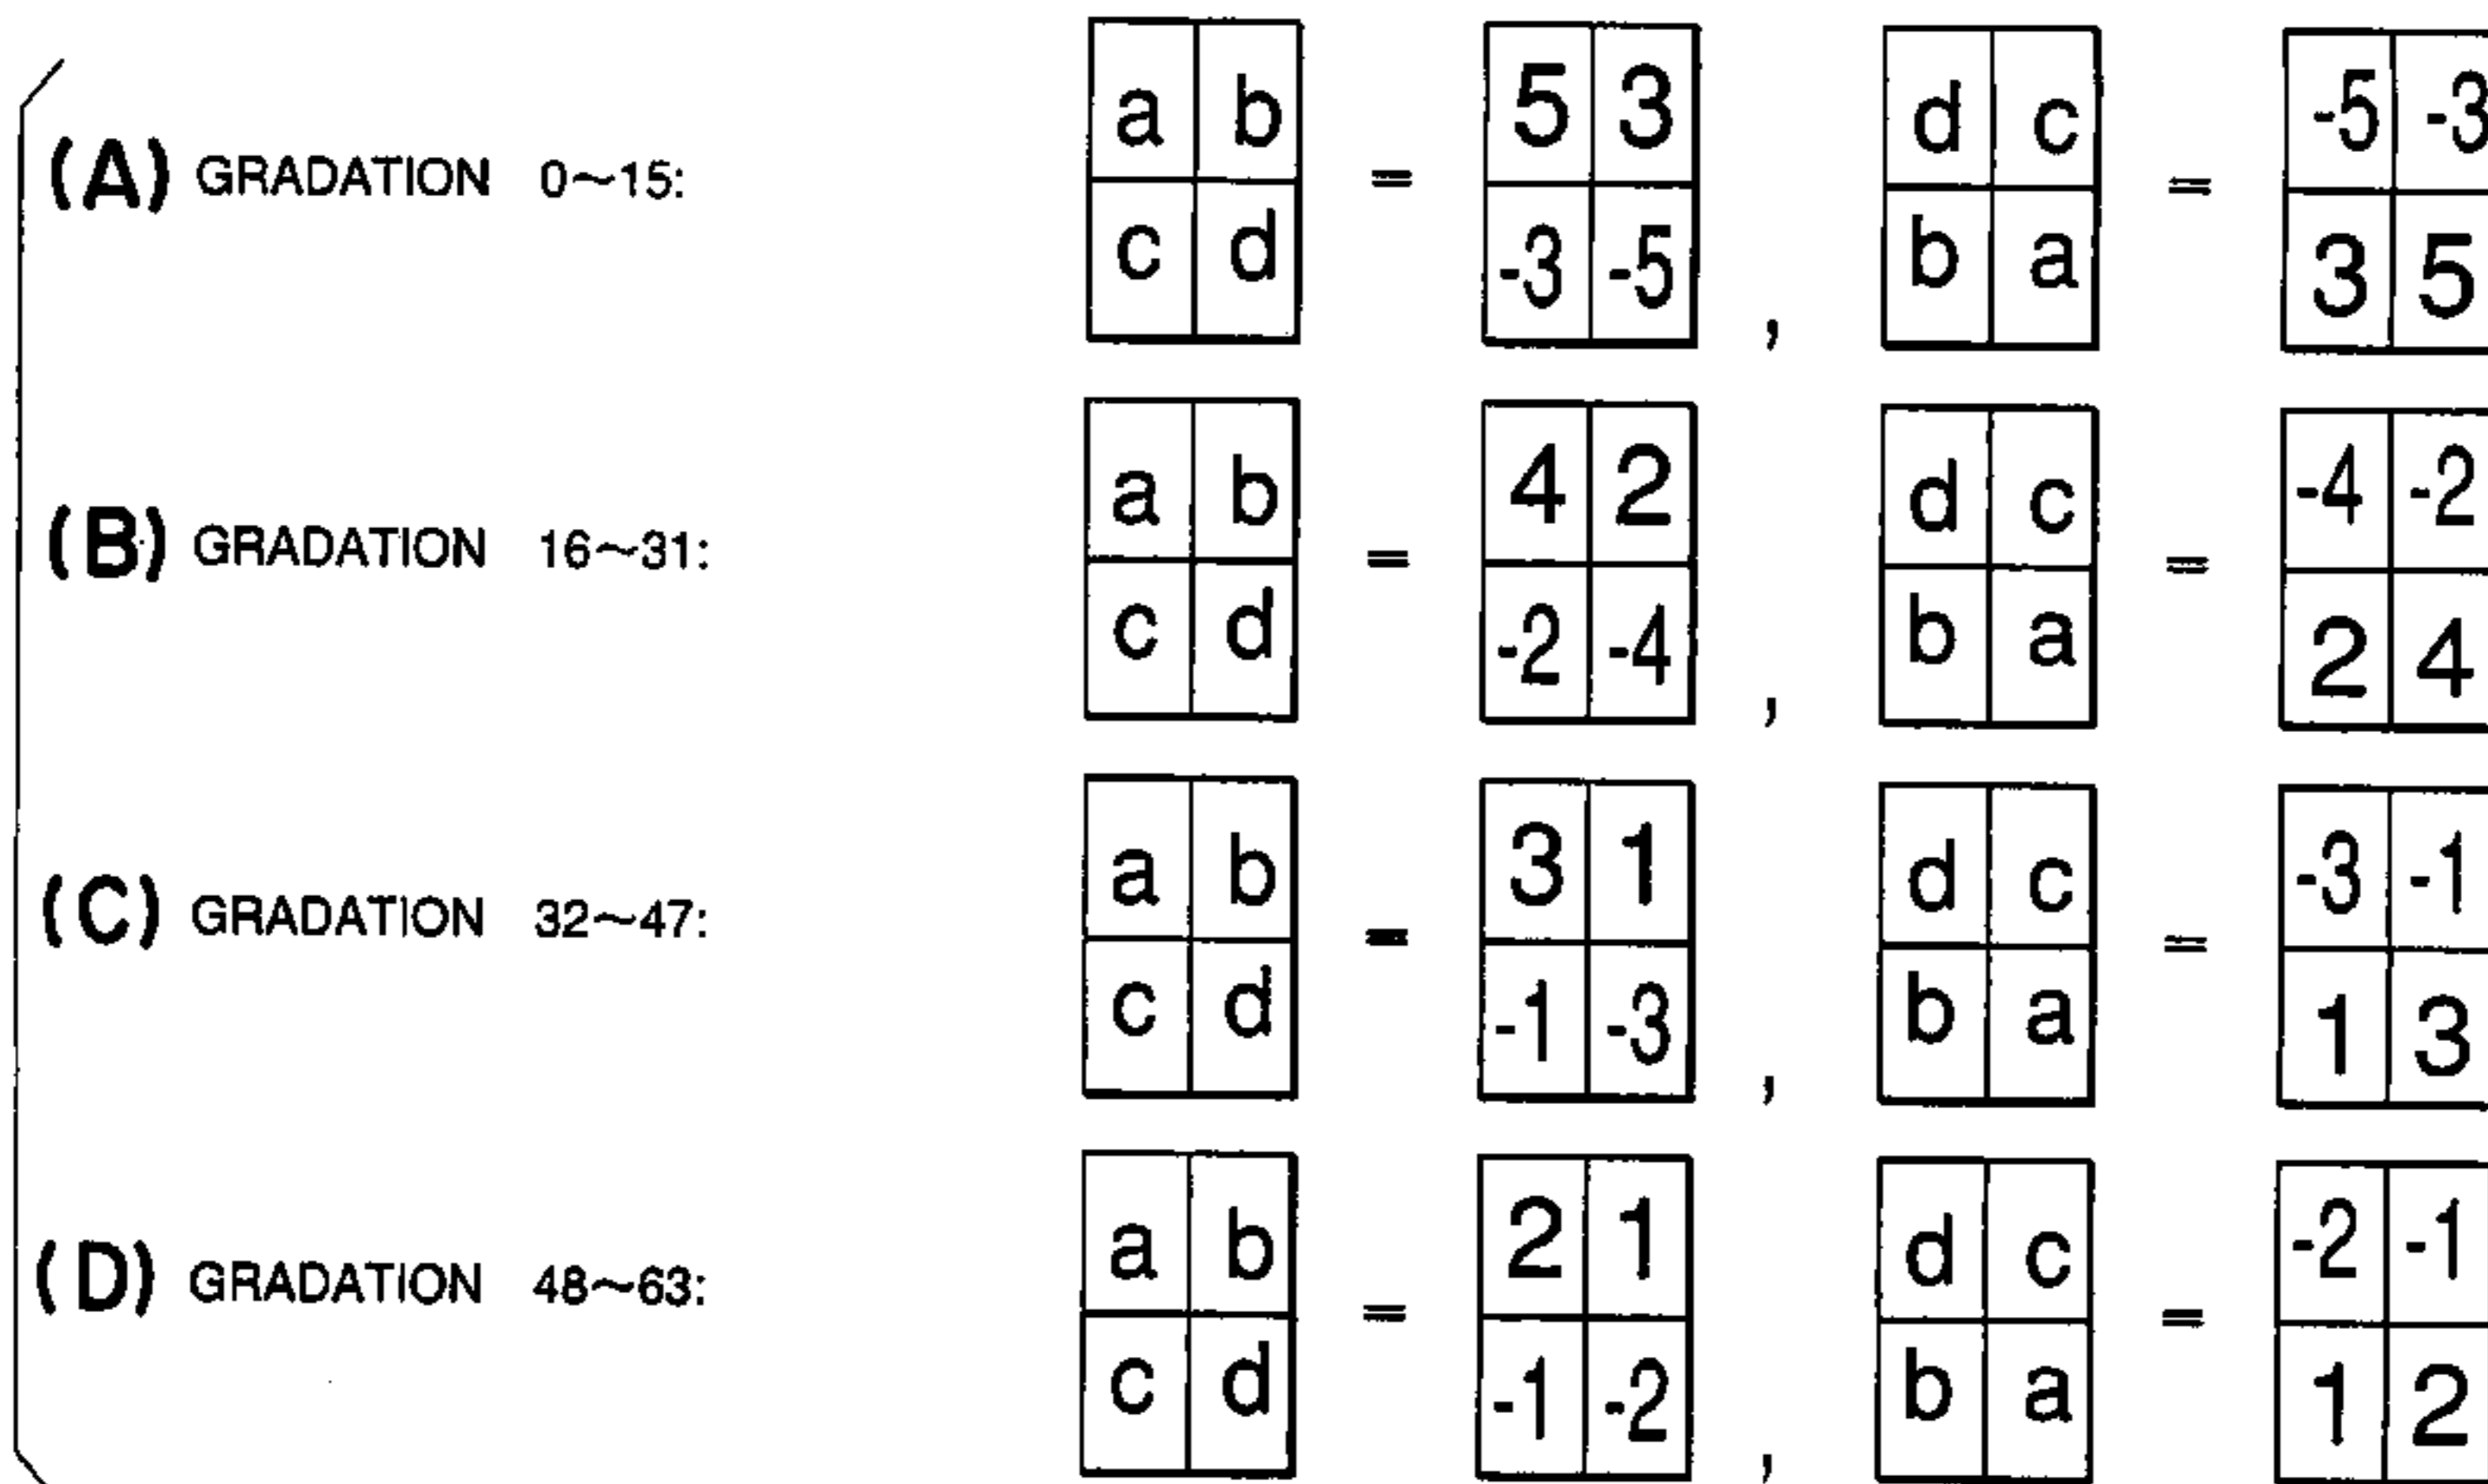 a b 5 3 d c -5 -3
(A) GRADATION 0~15: = , =
c d -3 -5 b a 3 5
a b 4 2 d c -4 -2
(B) GRADATION 16~31: = , =
c d -2 -4 b a 2 4
a b 3 1 d c -3 -1
(C) GRADATION 32~47: = , =
c d -1 -3 b a 1 3
a b 2 1 d c -2 -1
(D) GRADATION 48~63: = , =
c d -1 -2 b a 1 2